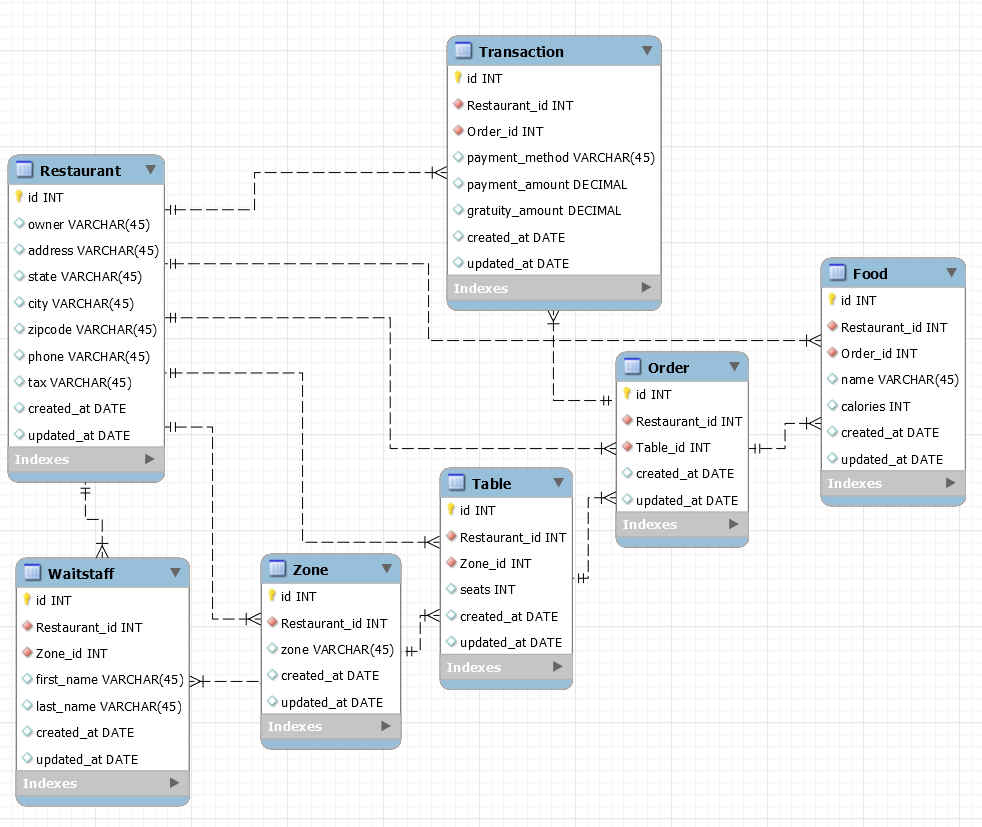 Transaction
id INT
Restaurant_id INT
Order_id INT
payment_method VARCHAR(45)
payment_amount DECIMAL
gratuity_amount DECIMAL
created_at DATE
updated_at DATE
Indexes
Restaurant
id INT
owner VARCHAR(45)
address VARCHAR(45)
state VARCHAR(45)
city VARCHAR(45)
zipcode VARCHAR(45)
phone VARCHAR(45)
tax VARCHAR(45)
created_at DATE
updated_at DATE
Indexes
Food
id INT
Restaurant_id INT
Order_id INT
name VARCHAR(45)
calories INT
created_at DATE
updated_at DATE
Indexes
Order
id INT
Restaurant_id INT
Table_id INT
created_at DATE
updated_at DATE
Indexes
Table
id INT
Restaurant_id INT
Zone_id INT
seats INT
created_at DATE
updated_at DATE
Indexes
Waitstaff
id INT
Restaurant_id INT
Zone_id INT
first_name VARCHAR(45)
last_name VARCHAR(45)
created_at DATE
updated_at DATE
Indexes
Zone
id INT
Restaurant_id INT
zone VARCHAR(45)
created_at DATE
updated_at DATE
Indexes